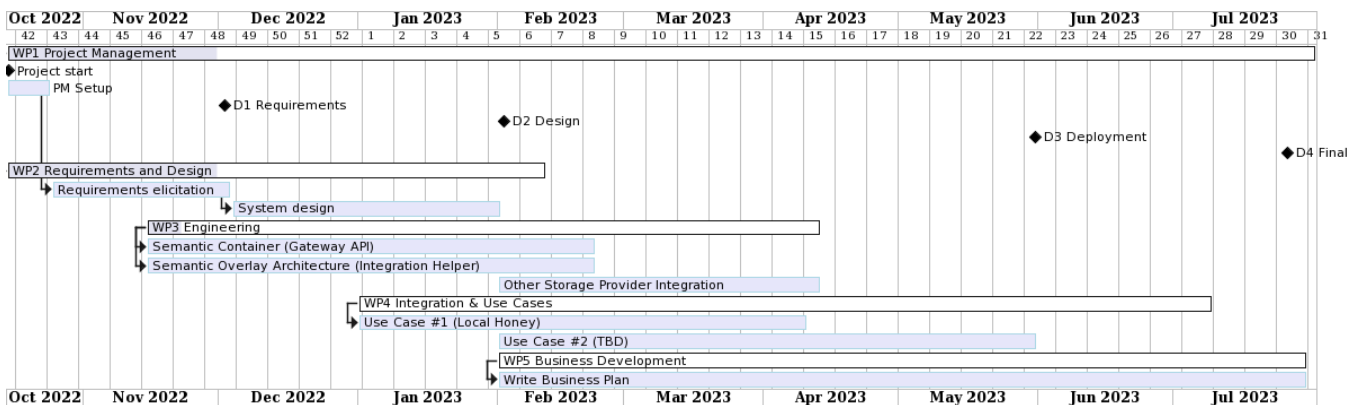 Oct 2022 Nov 2022 Dec 2022 Jan 2023 Feb 2023 Mar 2023 Apr 2023 May 2023 Jun 2023 Jul 2023
42 43 44 45 46 47 48 49 50 51 52 1 2 3 4 5 6 7 8 9 10 11 12 13 14 15 16 17 18 19 20 21 22 23 24 25 26 27 28 29 30 31
WP1 Project Management
Project start
PM Setup
D1 Requirements
D2 Design
D3 Deployment
D4 Final
WP2 Requirements and Design
Requirements elicitation
System design
WP3 Engineering
Semantic Container (Gateway API)
Semantic Overlay Architecture (Integration Helper)
Other Storage Provider Integration
WP4 Integration & Use Cases
Use Case #1 (Local Honey)
Use Case #2 (TBD)
WP5 Business Development
Write Business Plan
Oct 2022 Nov 2022 Dec 2022 Jan 2023 Feb 2023 Mar 2023 Apr 2023 May 2023 Jun 2023 Jul 2023